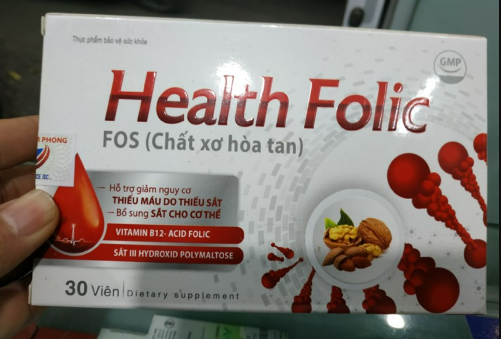 Thực phẩm bảo vệ sức khỏe
GMP
Health Folic
FOS (Chất xơ hòa tan)
PHONG
Hỗ trợ giảm nguy cơ
THIẾU MÁU DO THIẾU SẮT
Bổ sung SẮT CHO CƠ THỂ
VITAMIN B12- ACID FOLIC
SẮT III HYDROXID POLYMALTOSE
30 Viên | Dietary supplement